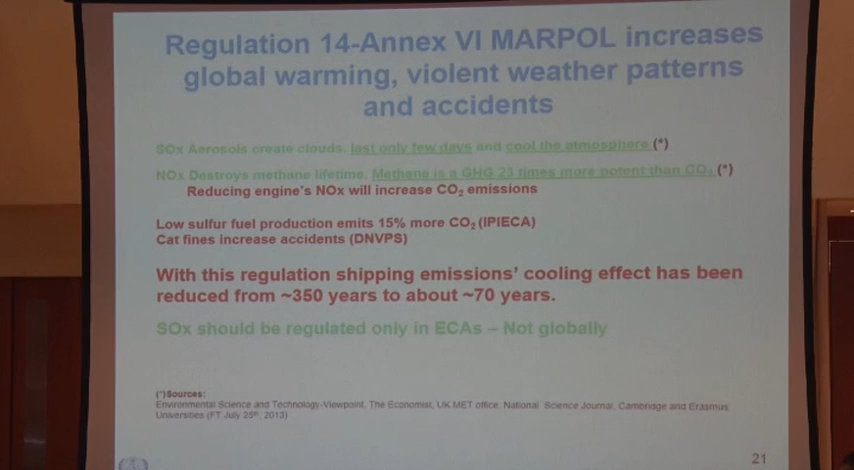 Regulation 14-Annex VI MARPOL increases
global warming, violent weather patterns
and accidents
SOx Aerosols create clouds, last only few days and cool the atmosphere (*)
NOx Destroys methane lifetime. Methane is a GHG 23 times more potent than CO₂ (*)
Reducing engine's NOx will increase CO₂ emissions
Low sulfur fuel production emits 15% more CO₂ (IPIECA)
Cat fines increase accidents (DNVPS)
With this regulation shipping emissions' cooling effect has been
reduced from ~350 years to about ~70 years.
SOx should be regulated only in ECAs – Not globally
(*)Sources:
Environmental Science and Technology-Viewpoint, The Economist, UK MET office, National Science Journal, Cambridge and Erasmus
Universities (FT July 25th, 2013)
21